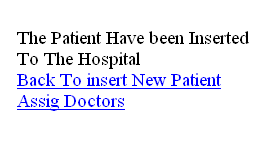 The Patient Have been Inserted
To The Hospital
Back To insert New Patient
Assig Doctors